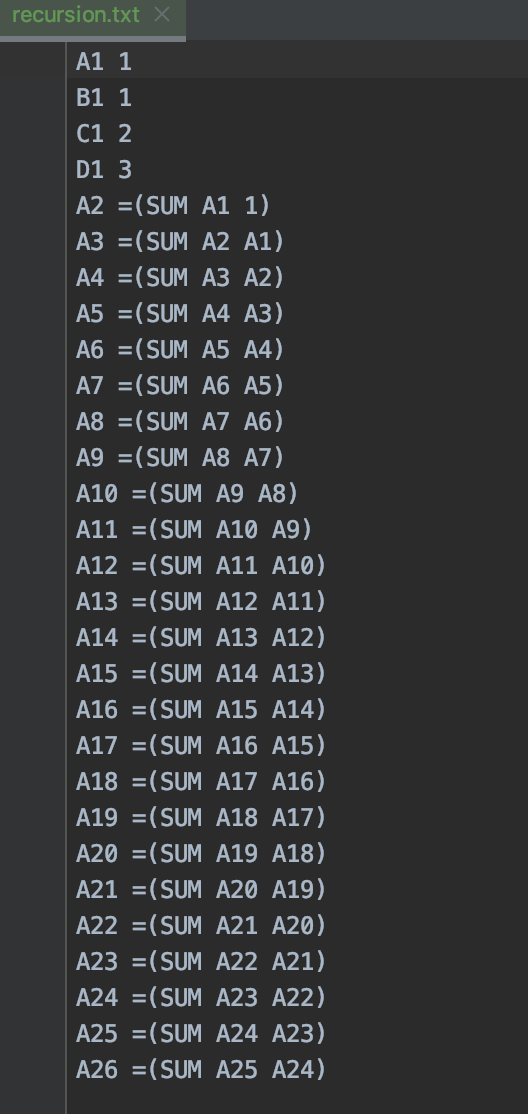 recursion.txt
A1 1
B1 1
C1 2
D1 3
A2 =(SUM A1 1)
A3 =(SUM A2 A1)
A4 =(SUM A3 A2)
A5 =(SUM A4 A3)
A6 =(SUM A5 A4)
A7 =(SUM A6 A5)
A8 =(SUM A7 A6)
A9 =(SUM A8 A7)
A10 =(SUM A9 A8)
A11 =(SUM A10 A9)
A12 =(SUM A11 A10)
A13 =(SUM A12 A11)
A14 =(SUM A13 A12)
A15 =(SUM A14 A13)
A16 =(SUM A15 A14)
A17 =(SUM A16 A15)
A18 =(SUM A17 A16)
A19 =(SUM A18 A17)
A20 =(SUM A19 A18)
A21 =(SUM A20 A19)
A22 =(SUM A21 A20)
A23 =(SUM A22 A21)
A24 =(SUM A23 A22)
A25 =(SUM A24 A23)
A26 =(SUM A25 A24)